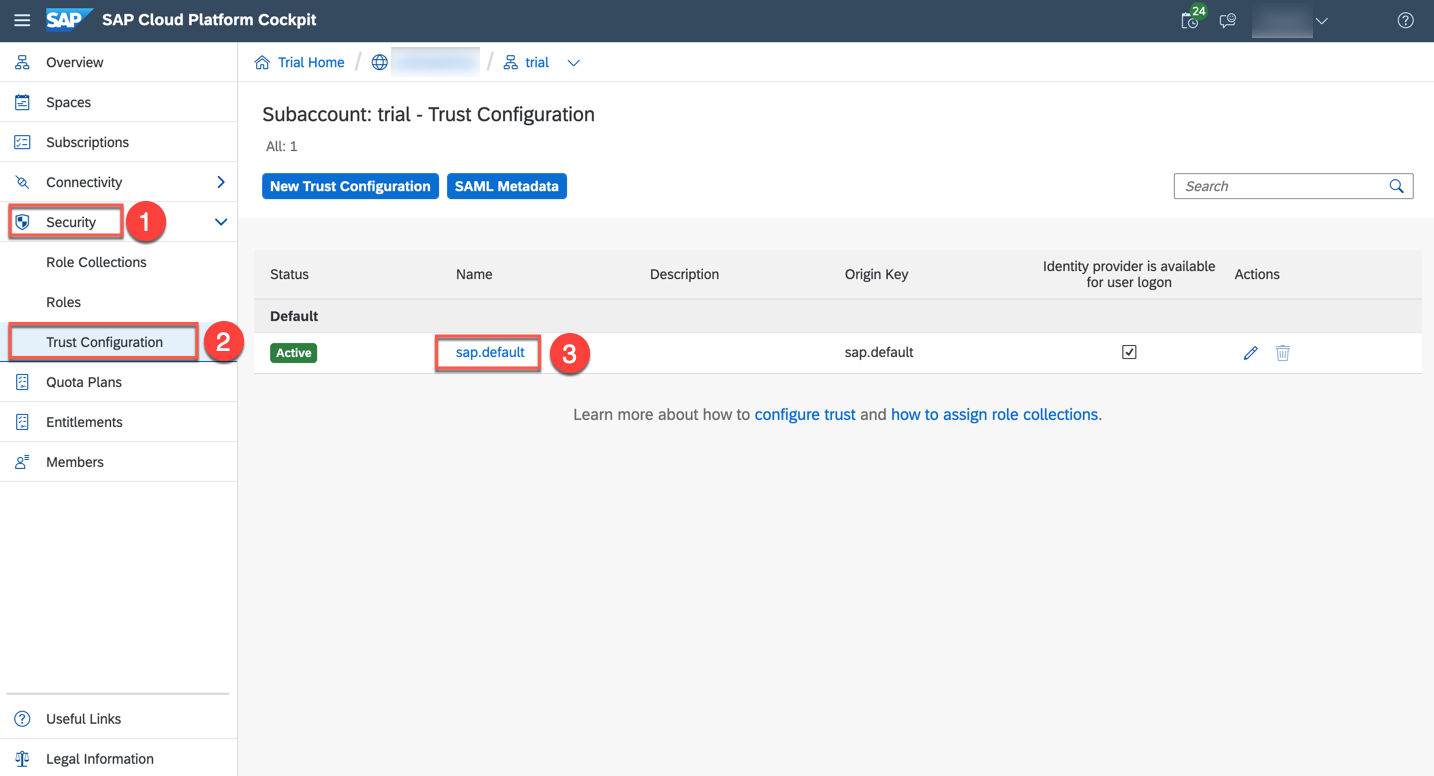 SAP SAP Cloud Platform Cockpit
24
Overview
Spaces
Subscriptions
Connectivity
Security
1
Role Collections
Roles
Trust Configuration
2
Quota Plans
Entitlements
Members
Useful Links
Legal Information
Trial Home / / trial
Subaccount: trial - Trust Configuration
All: 1
New Trust Configuration SAML Metadata
Search
Status Name Description Origin Key Identity provider is available Actions
for user logon
Default
Active sap.default 3 sap.default
Learn more about how to configure trust and how to assign role collections.